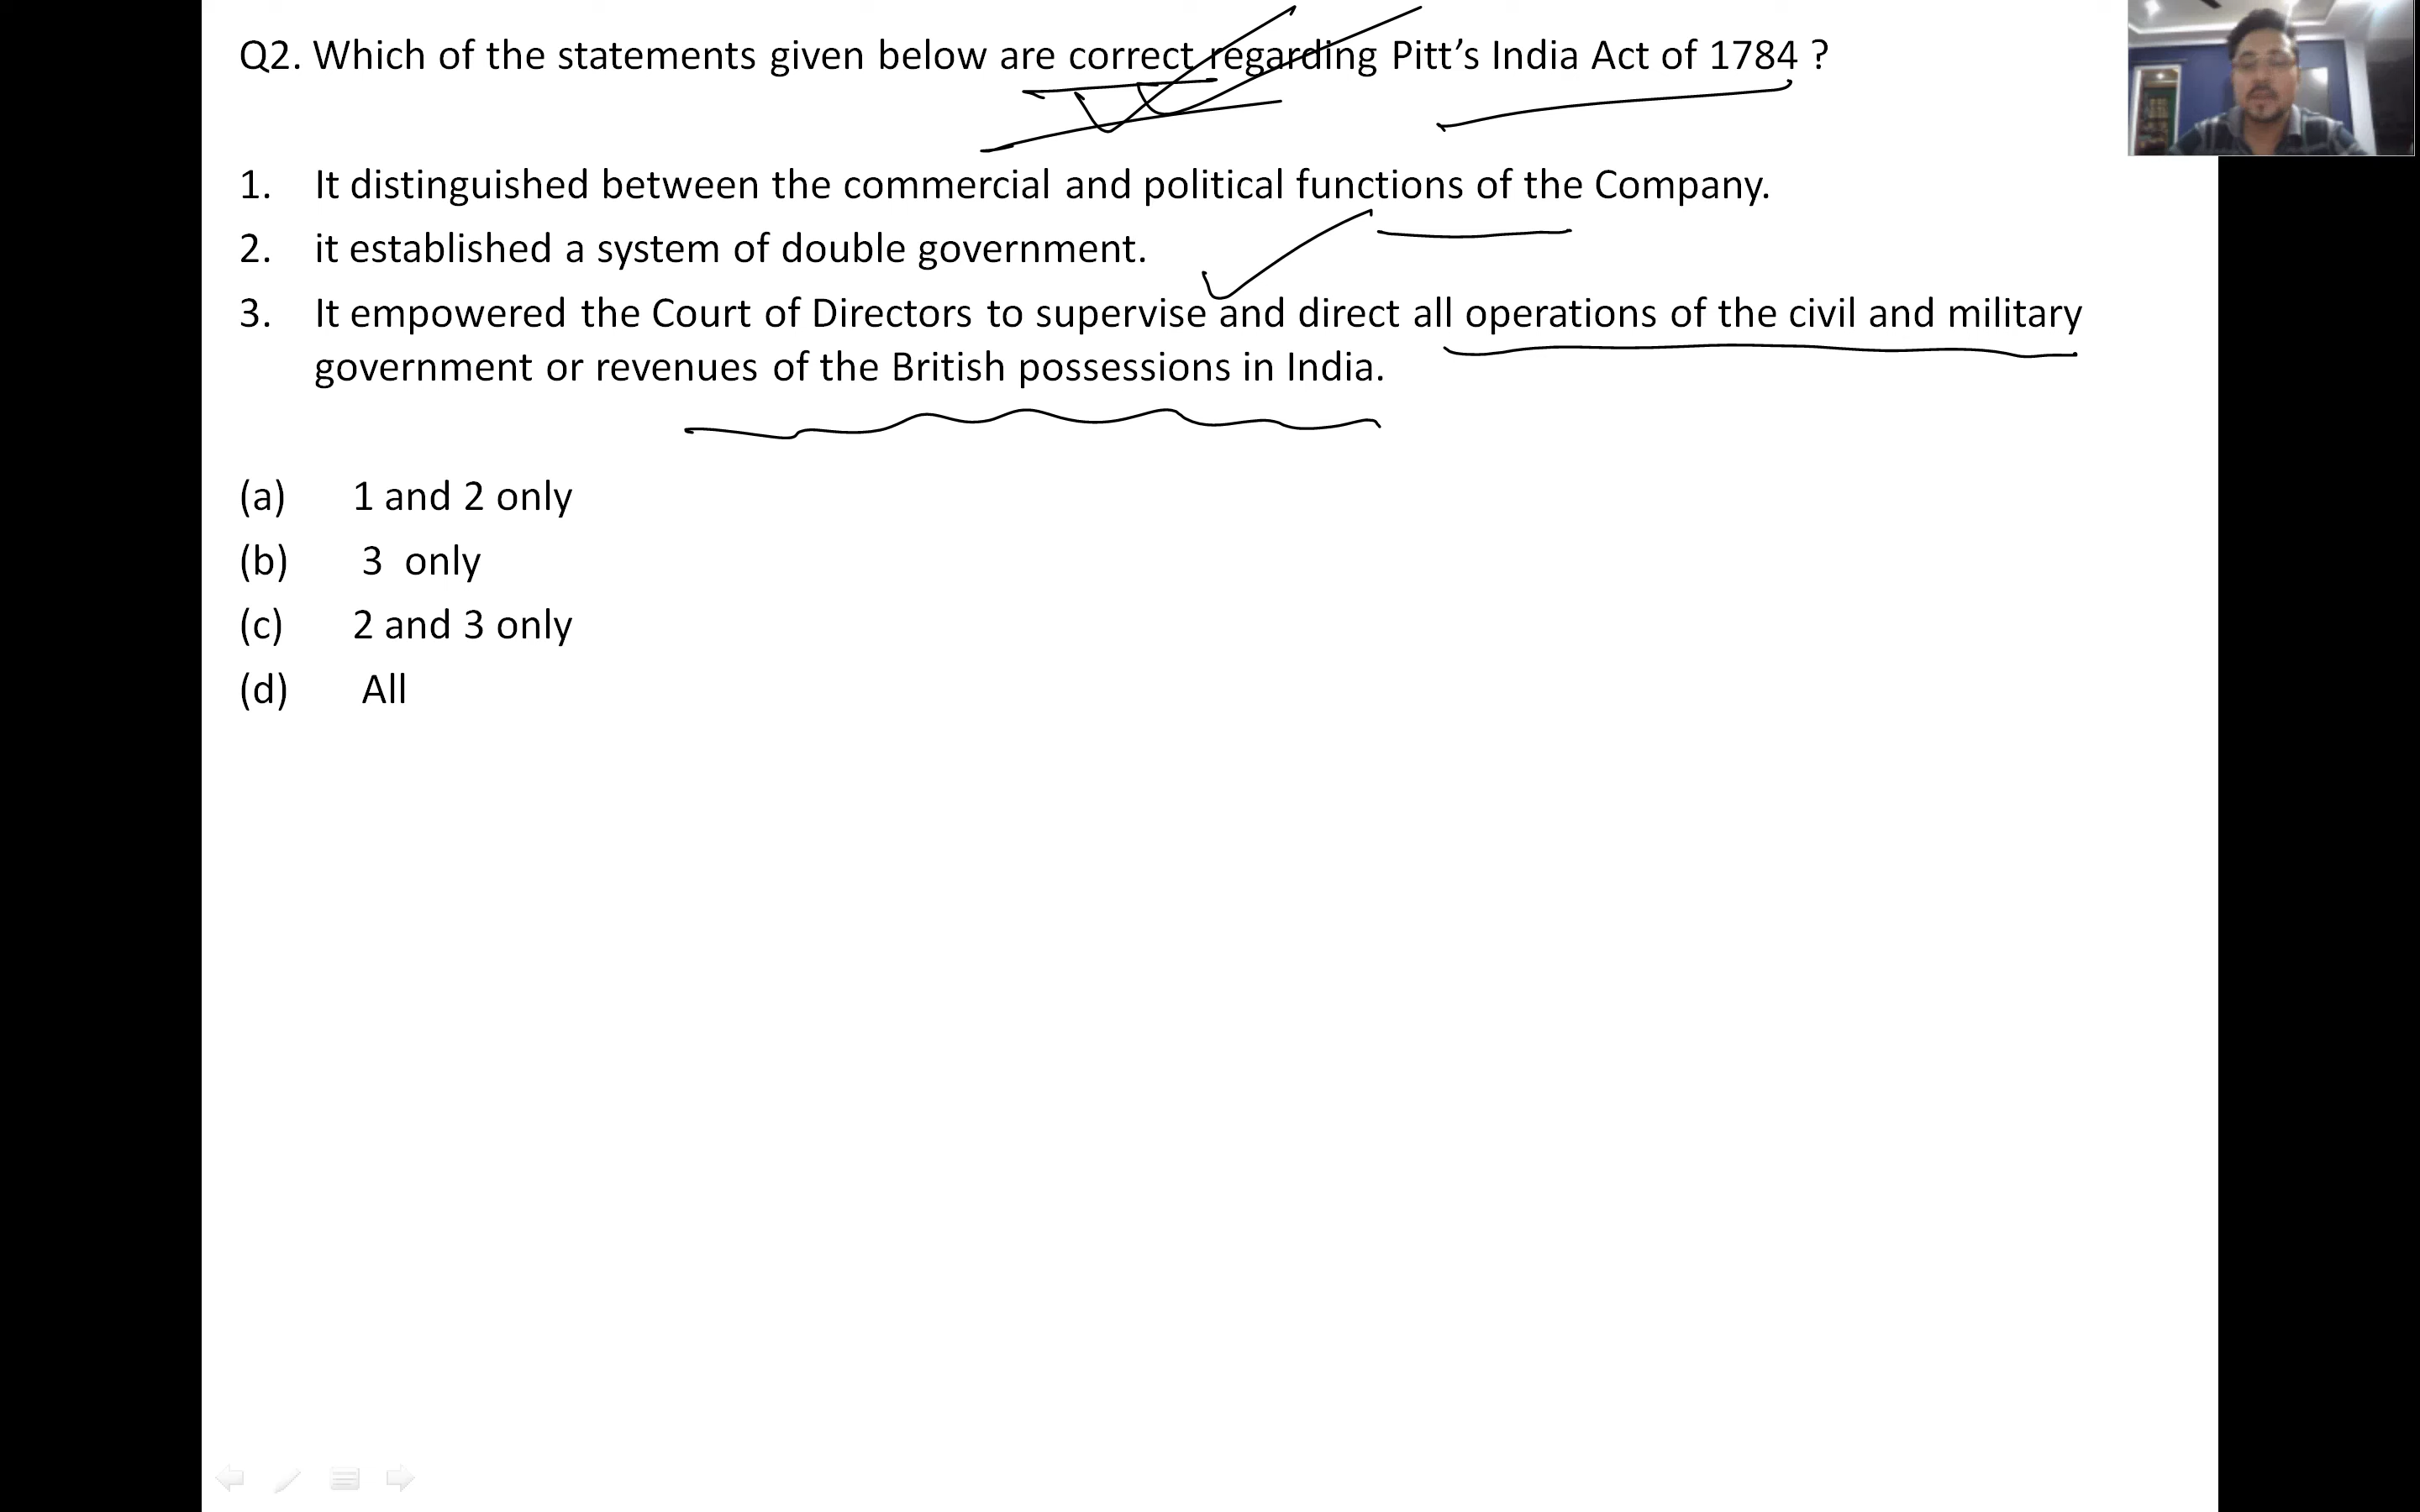 Q2. Which of the statements given below are correct regarding Pitt’s India Act of 1784 ?
1. It distinguished between the commercial and political functions of the Company.
2. it established a system of double government.
3. It empowered the Court of Directors to supervise and direct all operations of the civil and military
government or revenues of the British possessions in India.
(a) 1 and 2 only
(b) 3 only
(c) 2 and 3 only
(d) All